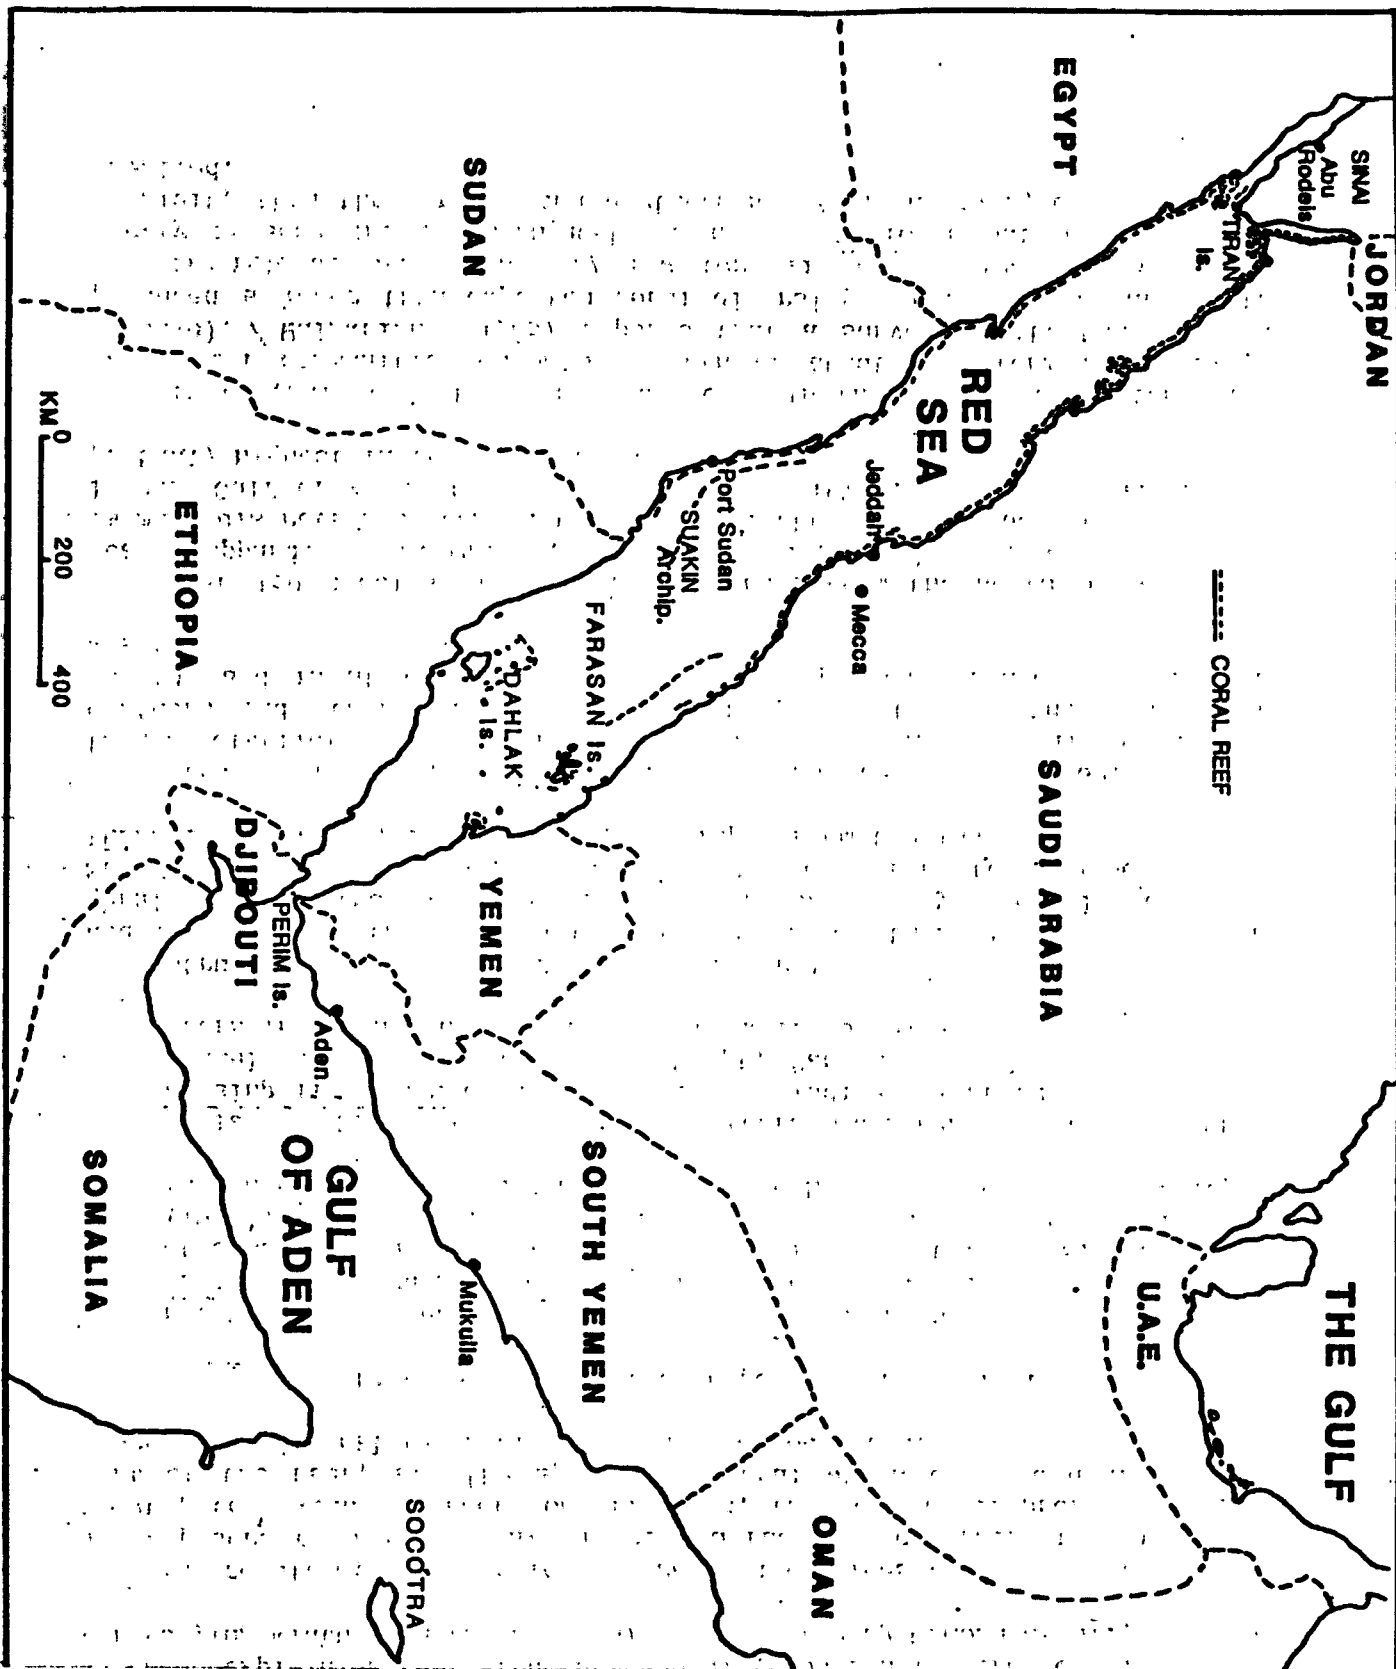 SINAI
JORDAN
THE GULF
Abu
Rodeis
TIRAN
Is.
CORAL REEF
U.A.E.
EGYPT
SAUDI ARABIA
RED
SEA
Jeddah
Mecca
OMAN
Port Sudan
SUAKIN
Archip.
FARASAN Is.
SOUTH YEMEN
SUDAN
DAHLAK
Is.
YEMEN
Mukulla
SOCOTRA
Aden
GULF
OF ADEN
PERIM Is.
DJIBOUTI
ETHIOPIA
SOMALIA
KM 0 200 400